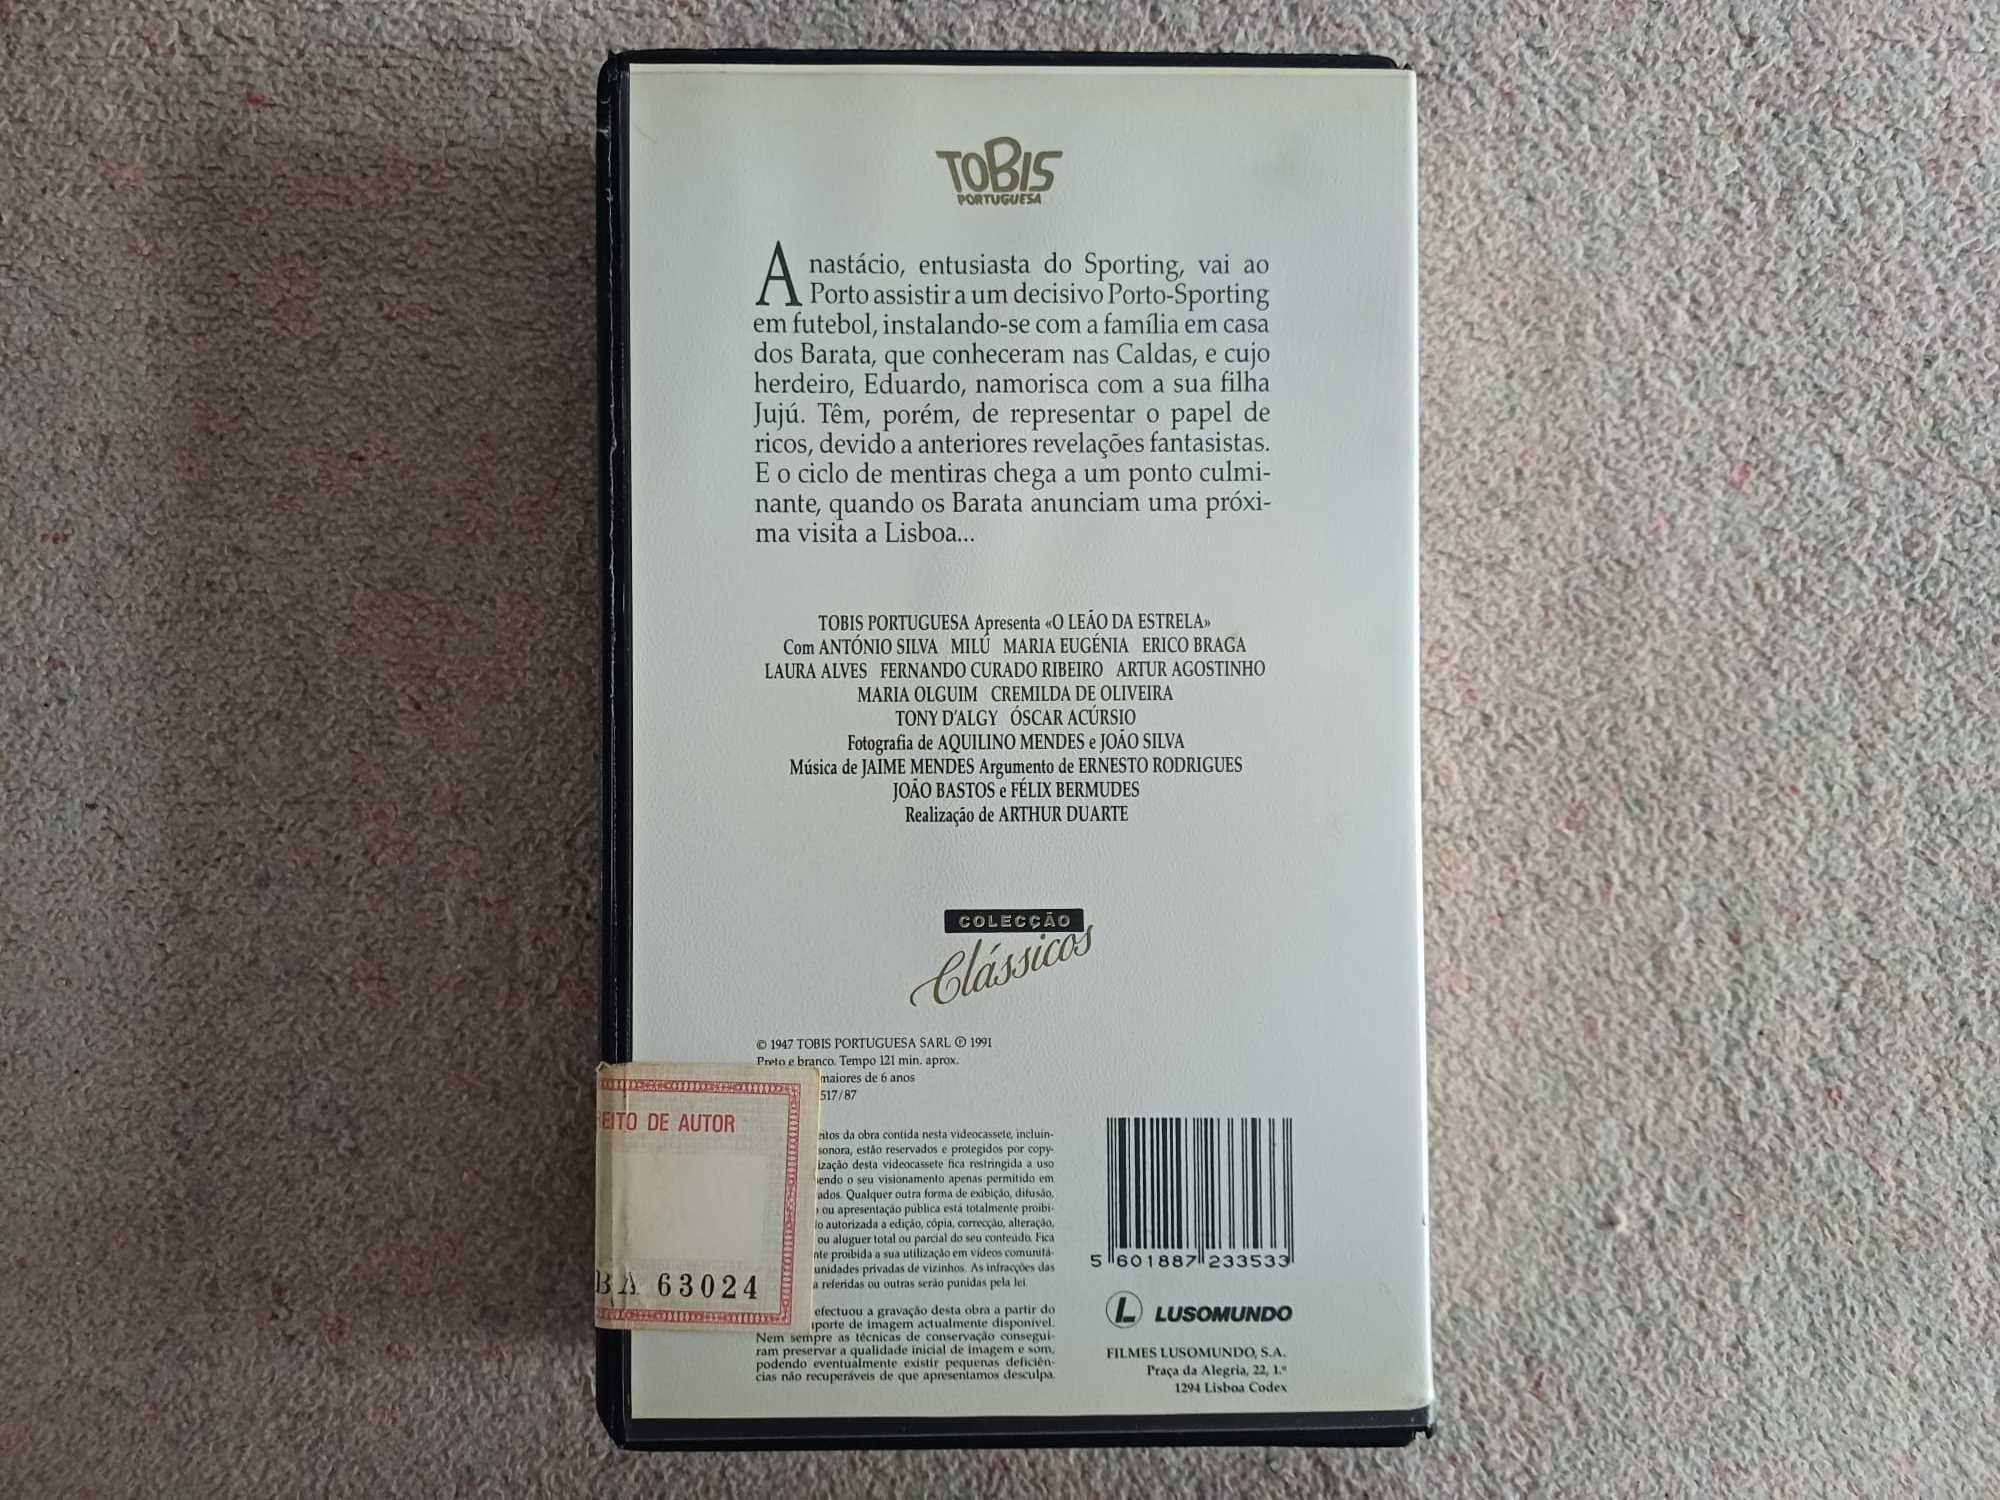 TOBIS
PORTUGUESA
Anastácio, entusiasta do Sporting, vai ao
Porto assistir a um decisivo Porto-Sporting
em futebol, instalando-se com a família em casa
dos Barata, que conheceram nas Caldas, e cujo
herdeiro, Eduardo, namorisca com a sua filha
Jujú. Têm, porém, de representar o papel de
ricos, devido a anteriores revelações fantasistas.
E o ciclo de mentiras chega a um ponto culmi-
nante, quando os Barata anunciam uma próxi-
ma visita a Lisboa...
TOBIS PORTUGUESA Apresenta «O LEÃO DA ESTRELA»
Com ANTÓNIO SILVA MILÚ MARIA EUGÉNIA ERICO BRAGA
LAURA ALVES FERNANDO CURADO RIBEIRO ARTUR AGOSTINHO
MARIA OLGUIM CREMILDA DE OLIVEIRA
TONY D'ALGY ÓSCAR ACÚRSIO
Fotografia de AQUILINO MENDES e JOÃO SILVA
Música de JAIME MENDES Argumento de ERNESTO RODRIGUES
JOÃO BASTOS e FÉLIX BERMUDES
Realização de ARTHUR DUARTE
COLECÇÃO
Clássicos
© 1947 TOBIS PORTUGUESA SARL ℗ 1991
Preto e branco. Tempo 121 min. aprox.
maiores de 6 anos
517/87
EITO DE AUTOR
BA 63024
eitos da obra contida nesta videocassete, incluin-
sonora, estão reservados e protegidos por copy-
ização desta videocassete fica restringida a uso
endo o seu visionamento apenas permitido em
ados. Qualquer outra forma de exibição, difusão,
ou apresentação pública está totalmente proibi-
lo autorizada a edição, cópia, correcção, alteração,
ou aluguer total ou parcial do seu conteúdo. Fica
nte proibida a sua utilização em vídeos comunitá-
unidades privadas de vizinhos. As infracções das
a referidas ou outras serão punidas pela lei
efectuou a gravação desta obra a partir do
porte de imagem actualmente disponível.
Nem sempre as técnicas de conservação consegui-
ram preservar a qualidade inicial de imagem e som,
podendo eventualmente existir pequenas deficiên-
cias não recuperáveis de que apresentamos desculpa.
5 601887 233533
L LUSOMUNDO
FILMES LUSOMUNDO, S.A.
Praça da Alegria, 22, 1.º
1294 Lisboa Codex